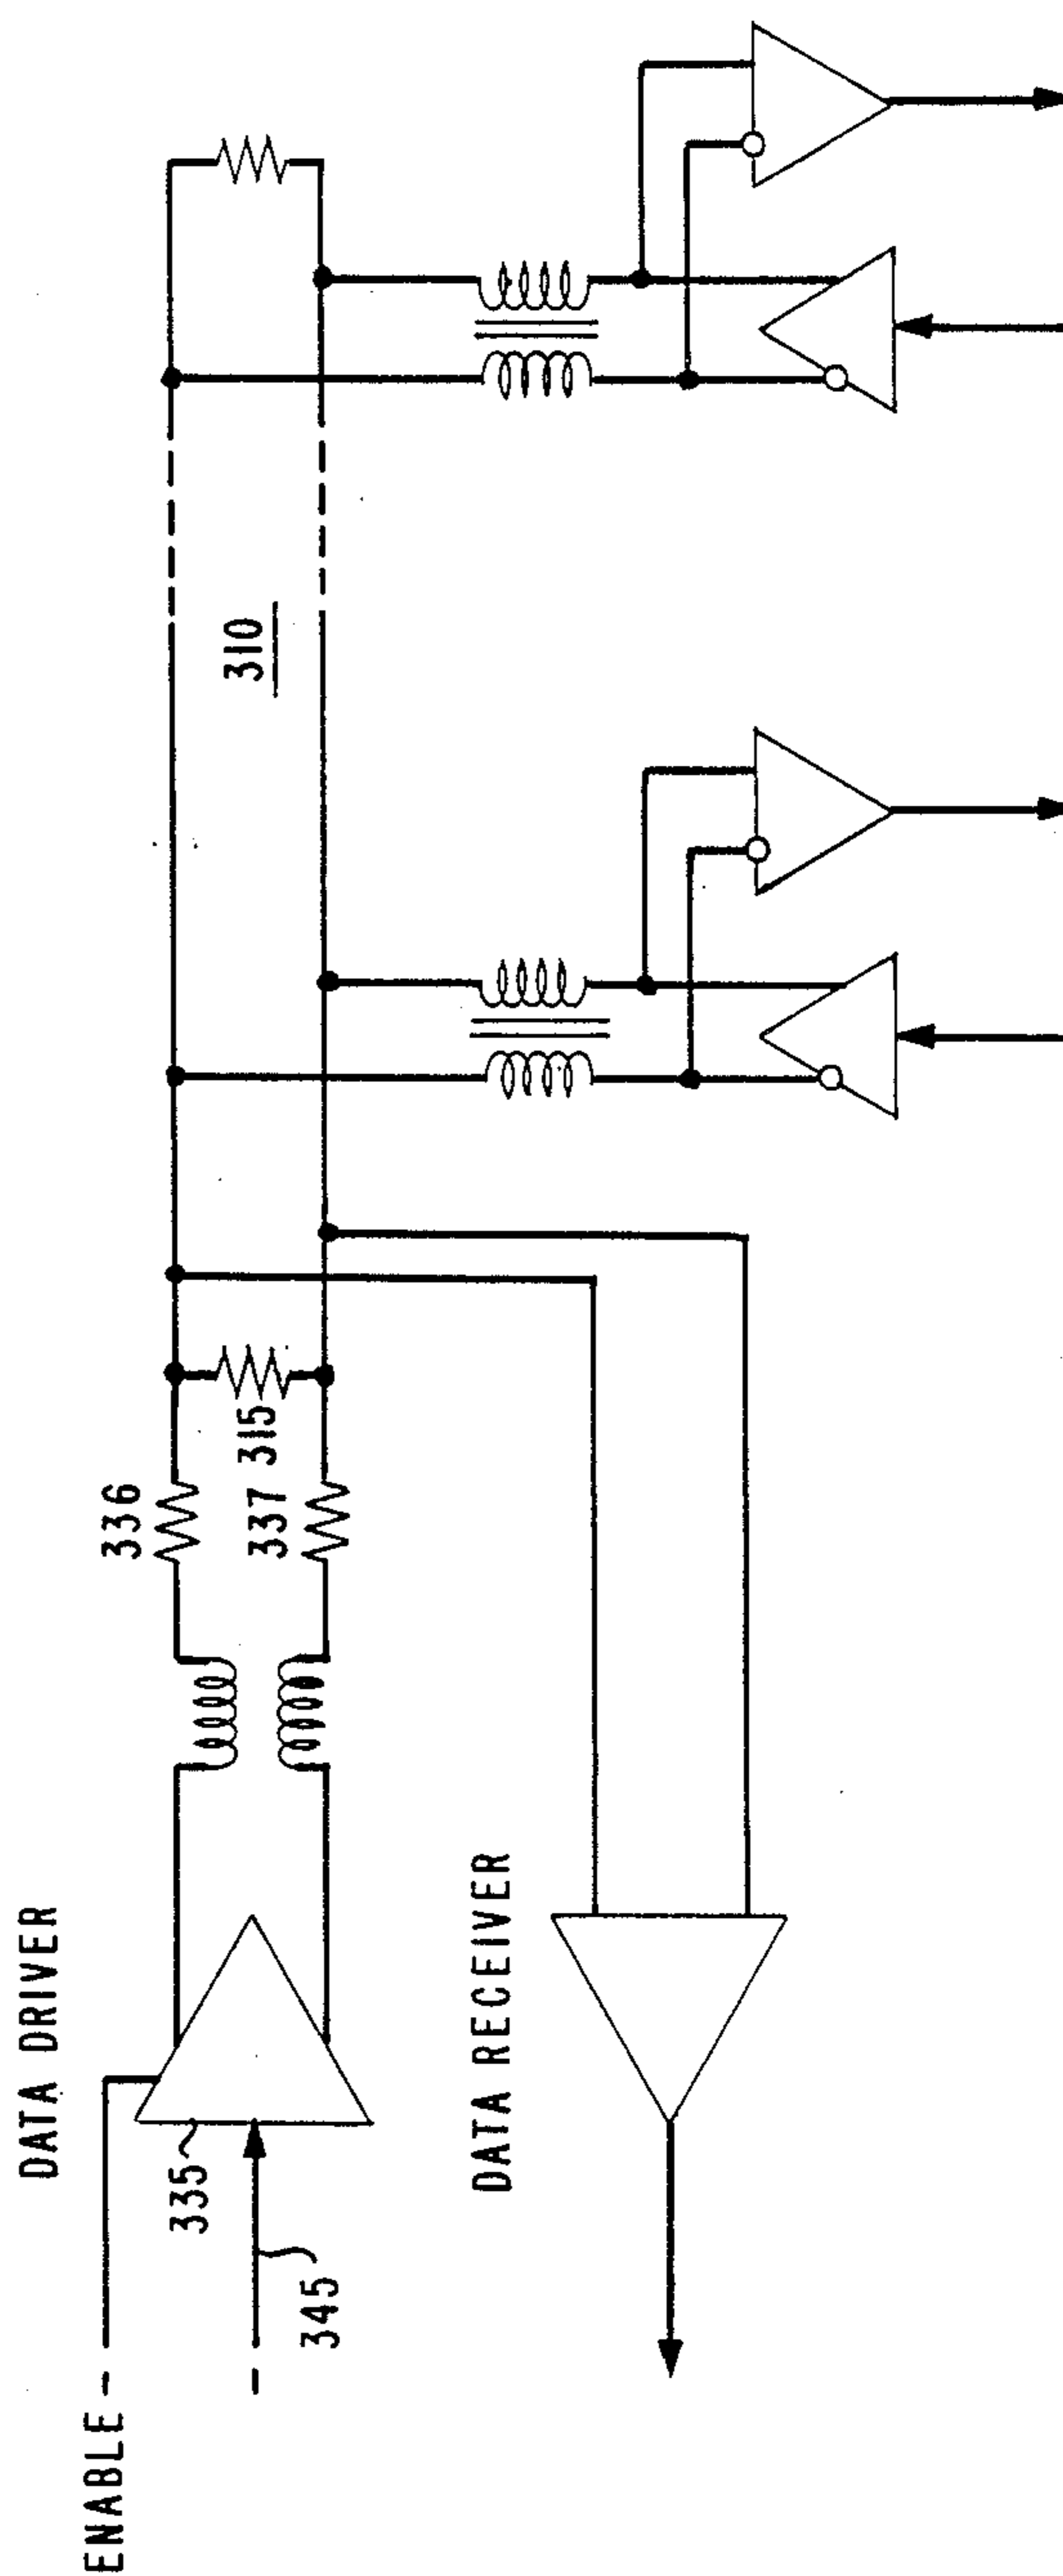 ENABLE
DATA DRIVER
335
345
336
337
315
310
DATA RECEIVER